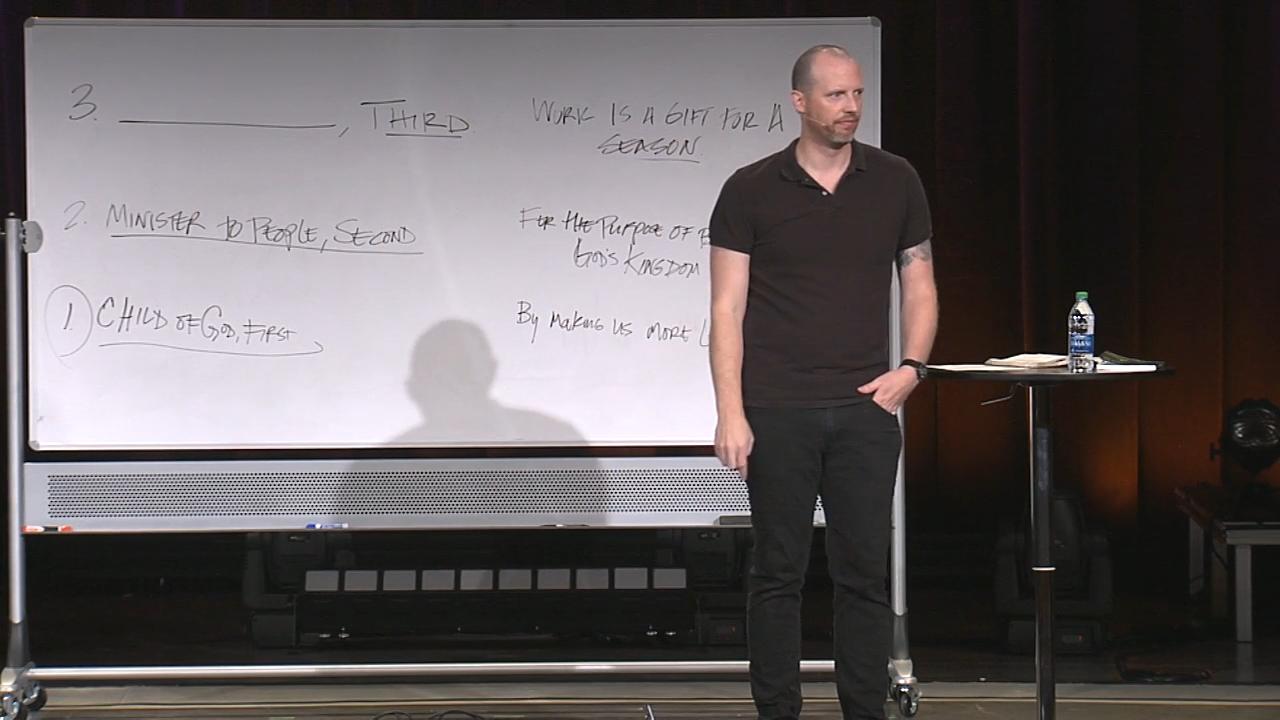 3. __________, THIRD
WORK IS A GIFT FOR A
SEASON.
2. MINISTER TO PEOPLE, SECOND
FOR THE PURPOSE OF
GOD'S KINGDOM
1. CHILD OF GOD, FIRST
By MAKING US MORE